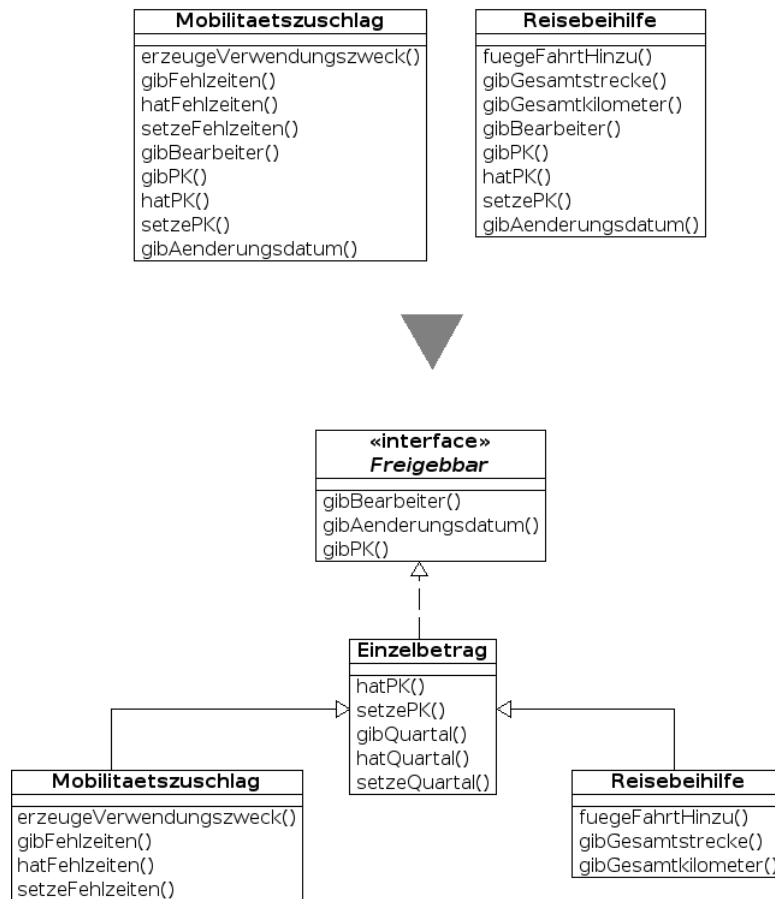 Mobilitaetszuschlag
erzeugeVerwendungszweck()
gibFehlzeiten()
hatFehlzeiten()
setzeFehlzeiten()
gibBearbeiter()
gibPK()
hatPK()
setzePK()
gibAenderungsdatum()
Reisebeihilfe
fuegeFahrtHinzu()
gibGesamtstrecke()
gibGesamtkilometer()
gibBearbeiter()
gibPK()
hatPK()
setzePK()
gibAenderungsdatum()
«interface»
Freigebbar
gibBearbeiter()
gibAenderungsdatum()
gibPK()
Einzelbetrag
hatPK()
setzePK()
gibQuartal()
hatQuartal()
setzeQuartal()
Mobilitaetszuschlag
erzeugeVerwendungszweck()
gibFehlzeiten()
hatFehlzeiten()
setzeFehlzeiten()
Reisebeihilfe
fuegeFahrtHinzu()
gibGesamtstrecke()
gibGesamtkilometer()